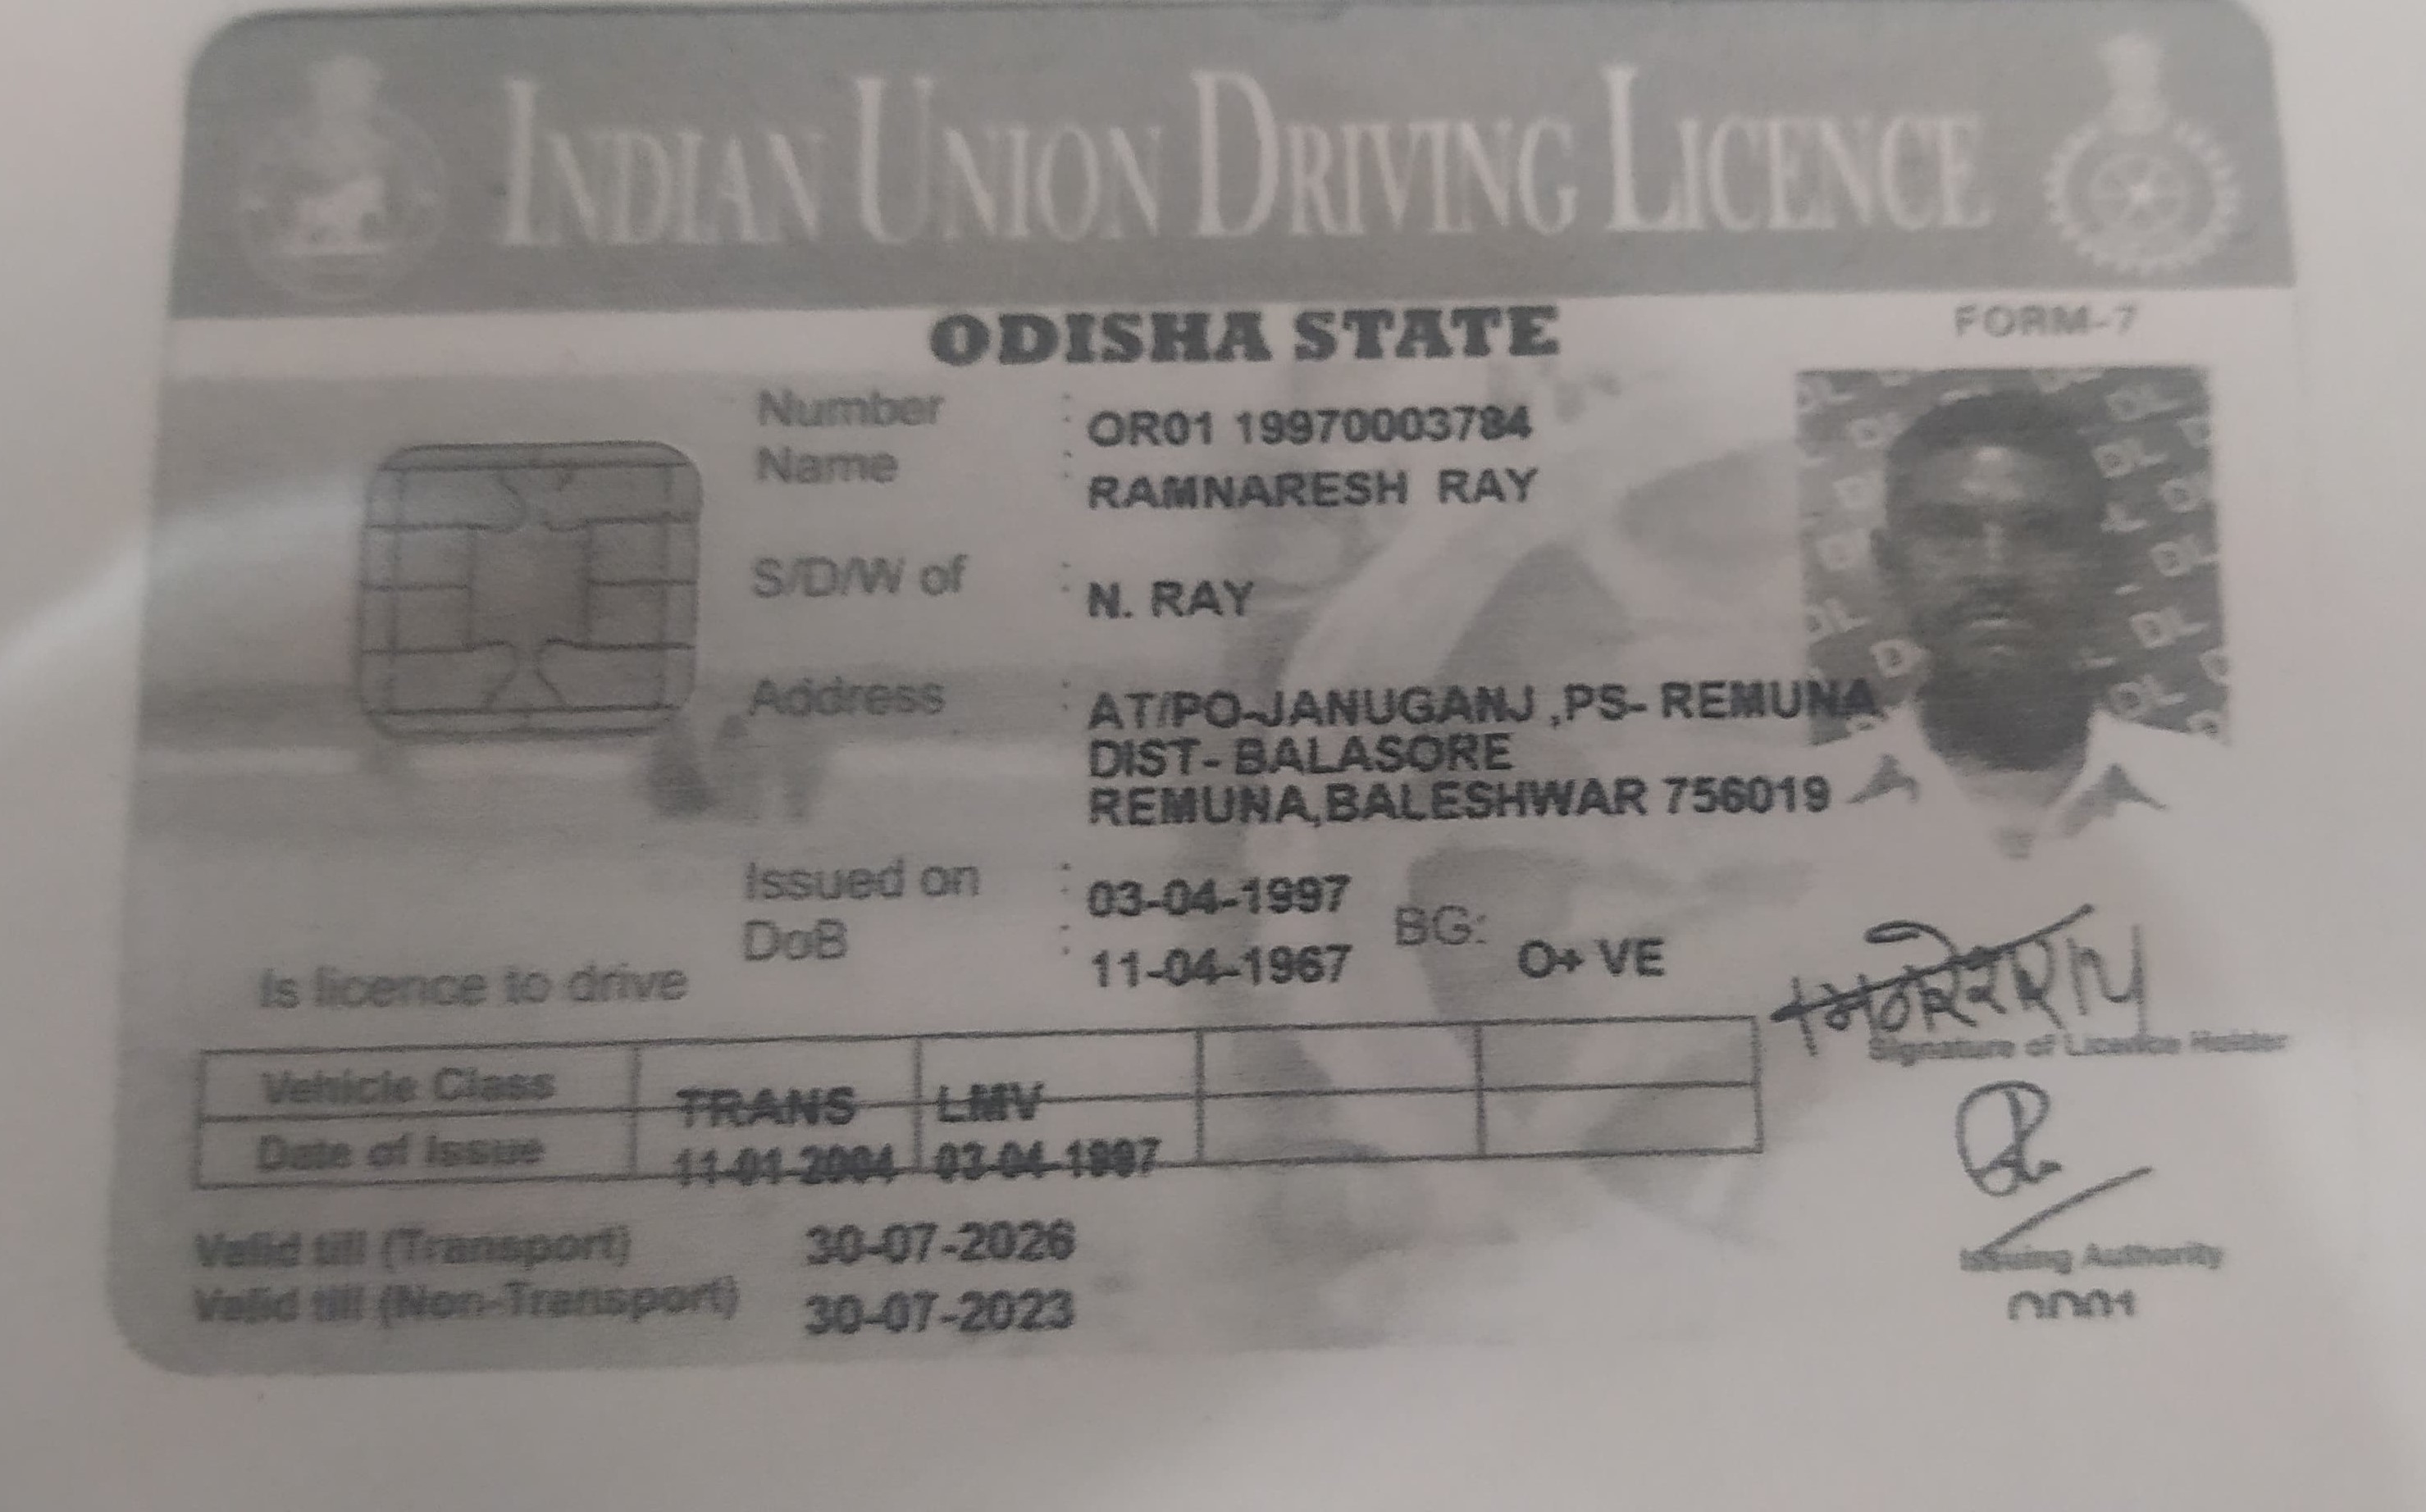 INDIAN UNION DRIVING LICENCE
ODISHA STATE
FORM-7
Number : OR01 19970003784
Name : RAMNARESH RAY
S/D/W of : N. RAY
Address : AT/PO-JANUGANJ ,PS- REMUNA
DIST- BALASORE
REMUNA,BALESHWAR 756019
Issued on : 03-04-1997
DoB : 11-04-1967 BG: O+ VE
Is licence to drive
Signature of Licence Holder
Vehicle Class TRANS LMV
Date of Issue 11-01-2004 03-04-1997
Valid till (Transport) 30-07-2026
Valid till (Non-Transport) 30-07-2023
Issuing Authority